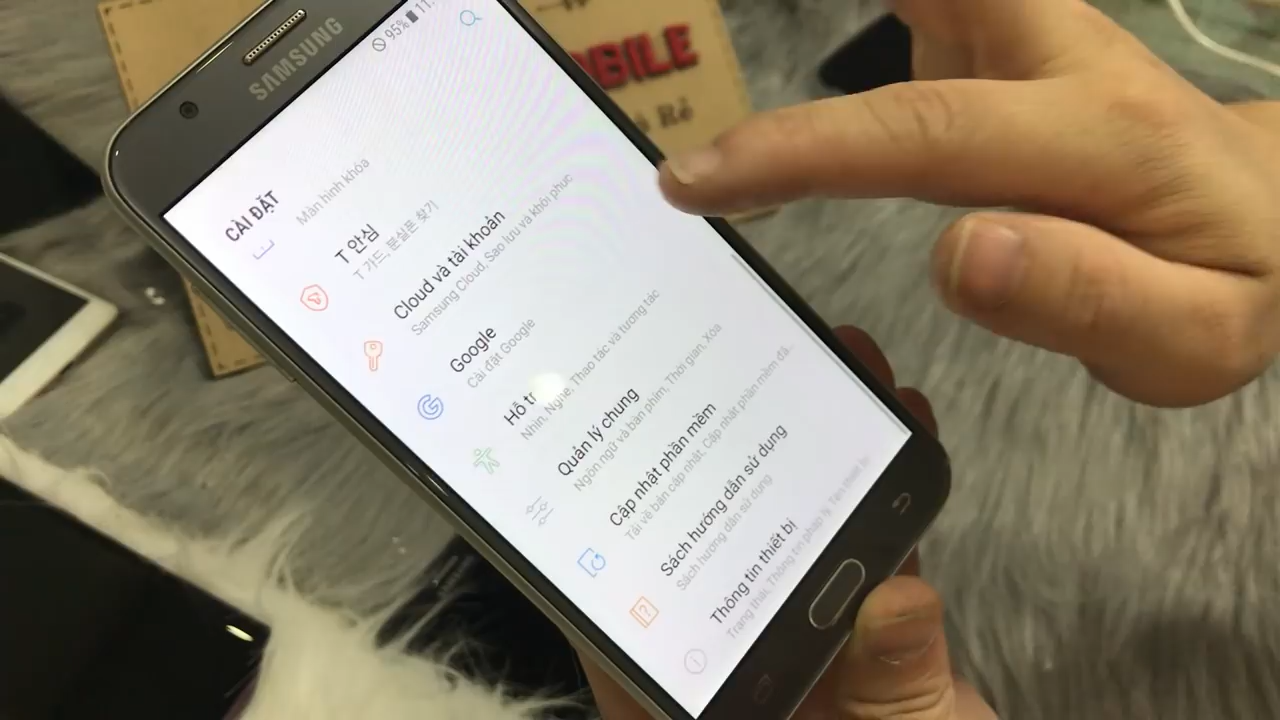 SAMSUNG
95%
CÀI ĐẶT
Màn hình khóa
T 안심
T 가드, 분실폰 찾기
Cloud và tài khoản
Samsung Cloud, Sao lưu và khôi phục
Google
Cài đặt Google
Hỗ tr
Nhìn, Nghe, Thao tác và tương tác
Quản lý chung
Ngôn ngữ và bàn phím, Thời gian, Xóa
Cập nhật phần mềm
Tải về bản cập nhật, Cập nhật phần mềm đã...
Sách hướng dẫn sử dụng
Sách hướng dẫn sử dụng
Thông tin thiết bị
Trạng thái, Thông tin pháp lý, Tên thiết bị
OBILE
Rẻ